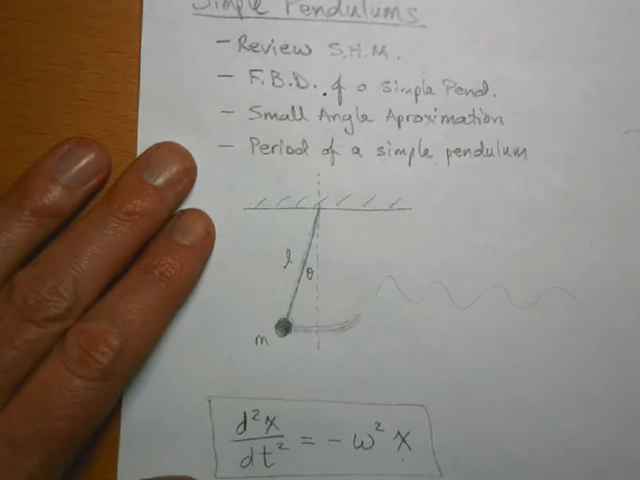 Simple Pendulums
- Review S.H.M.
- F.B.D. of a simple Pend.
- Small Angle Aproximation
- Period of a simple pendulum
l
θ
m
d²x/dt² = - ω² x